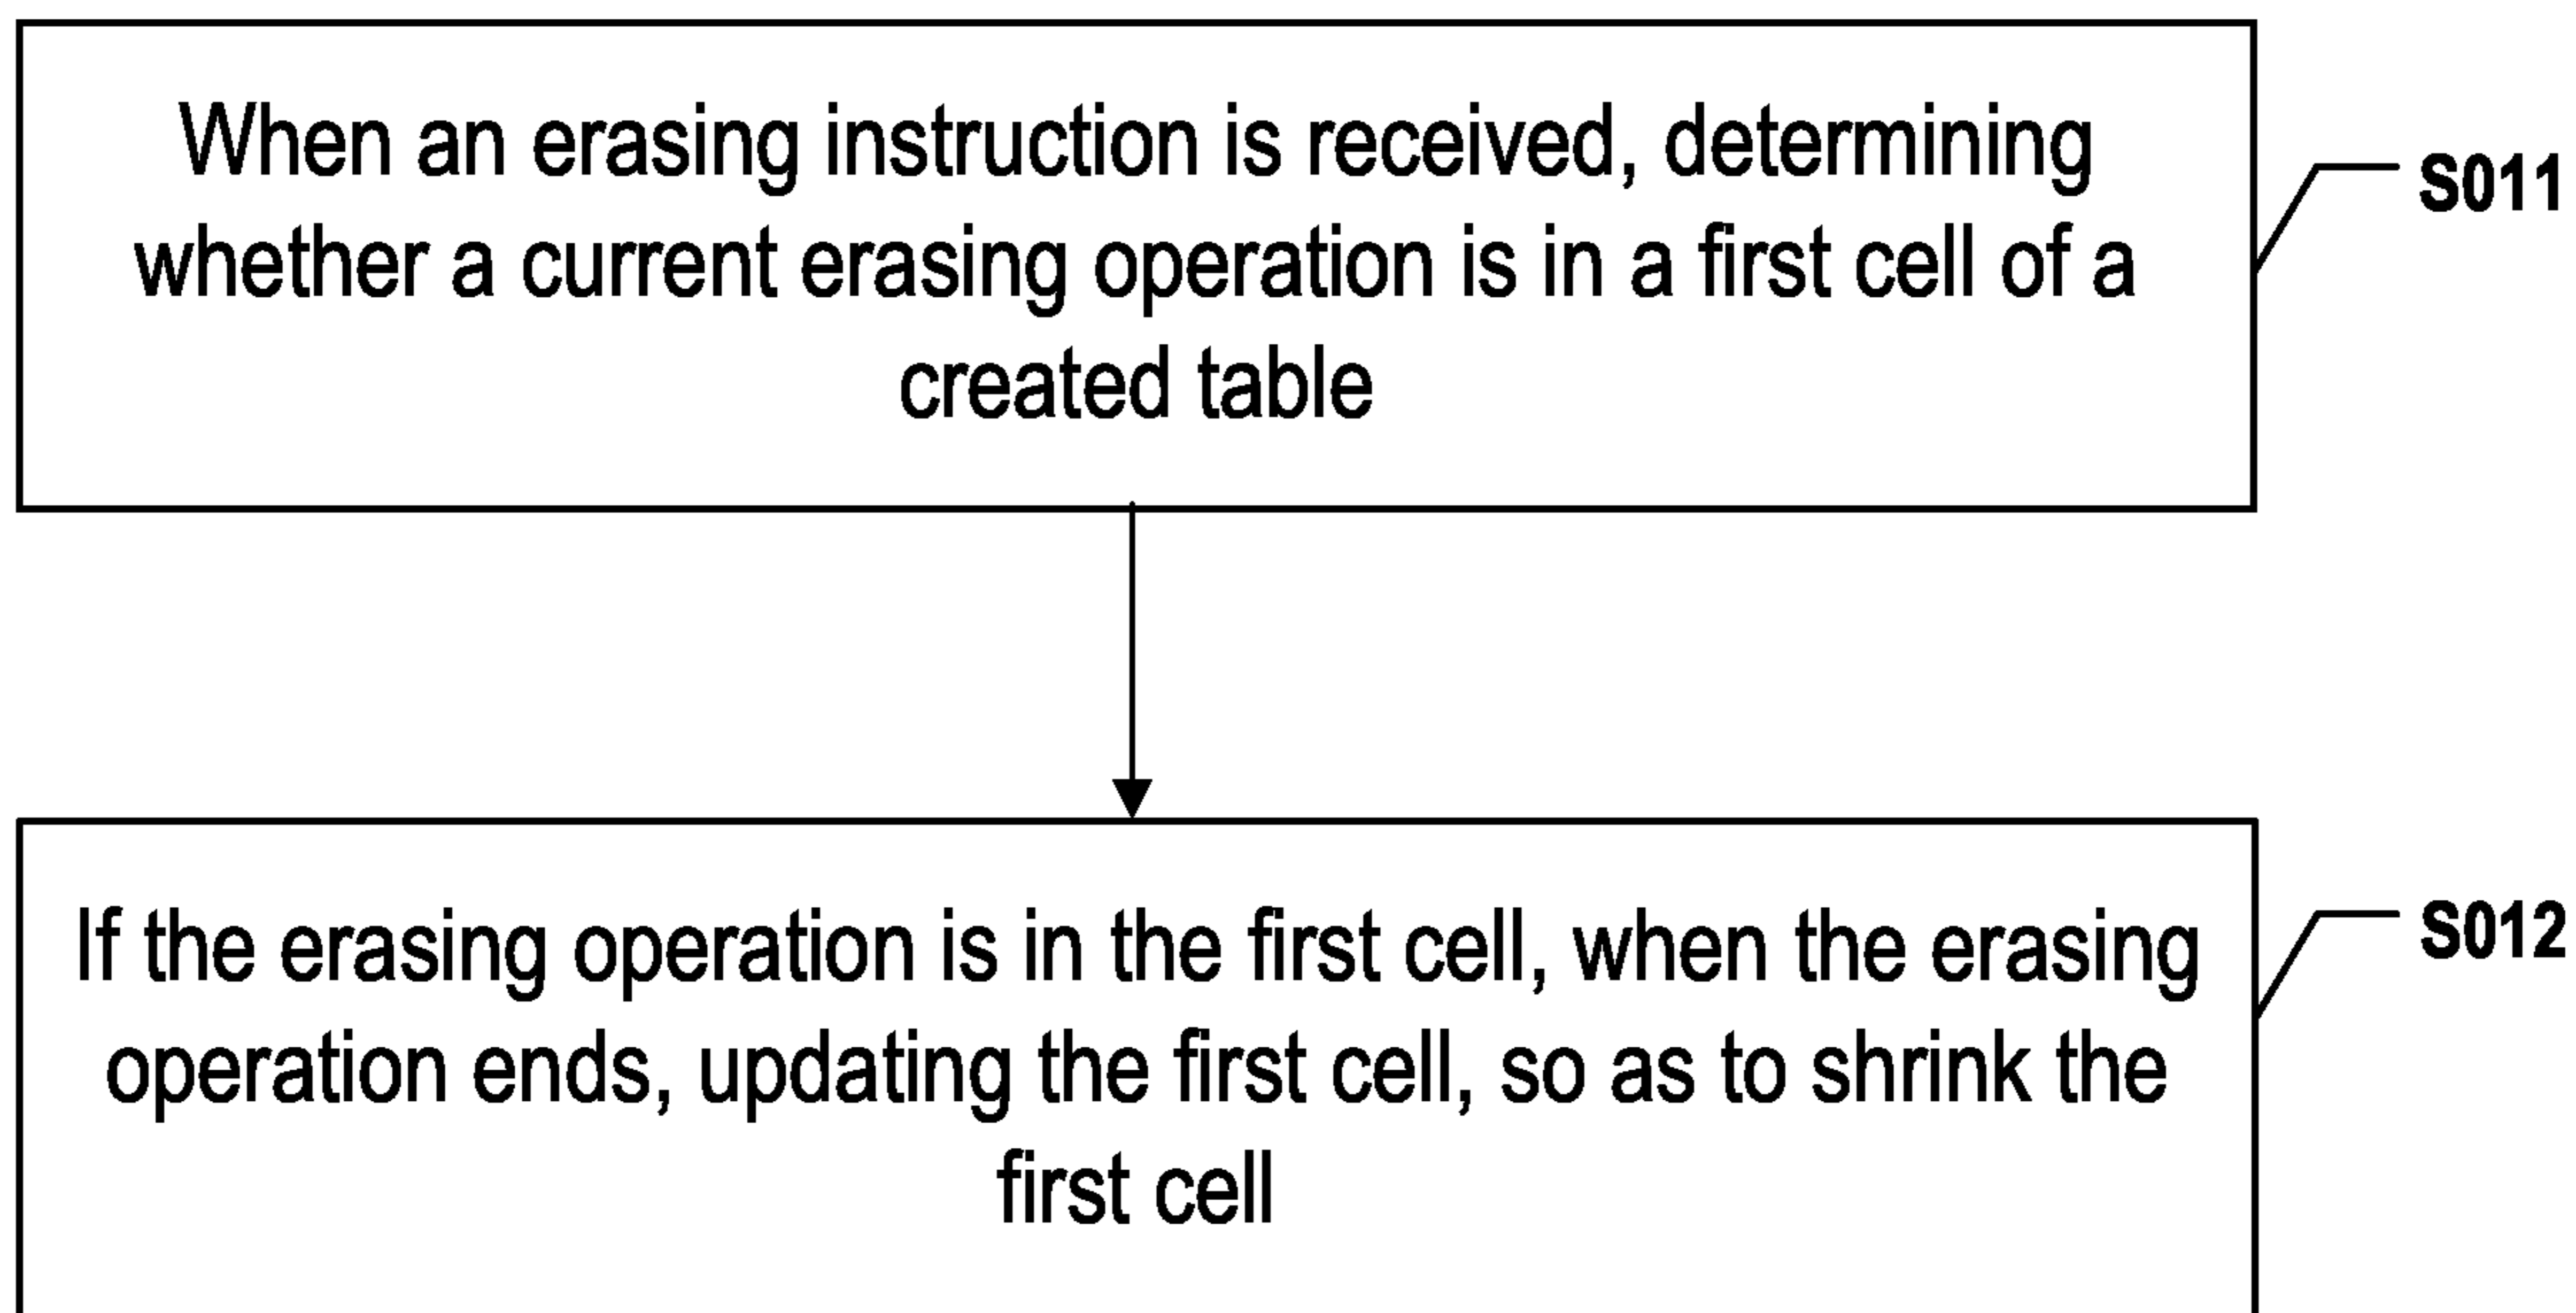 When an erasing instruction is received, determining
whether a current erasing operation is in a first cell of a
created table
S011
If the erasing operation is in the first cell, when the erasing
operation ends, updating the first cell, so as to shrink the
first cell
S012